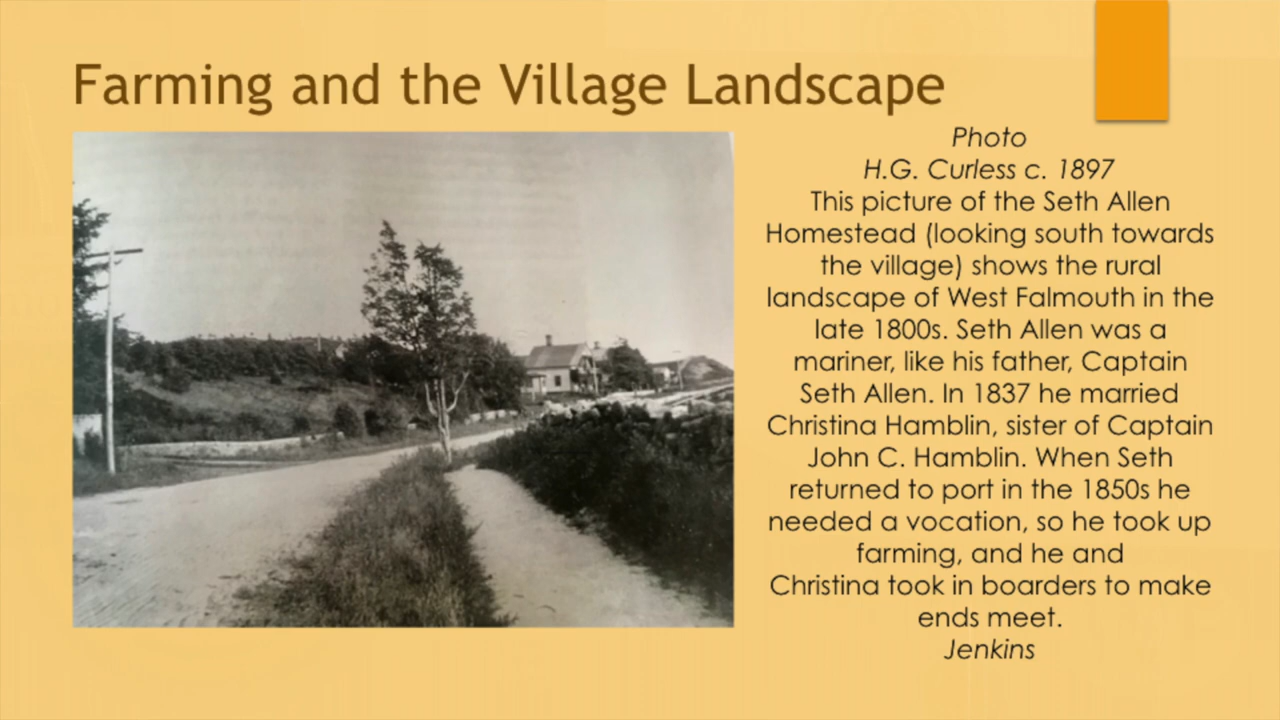 Farming and the Village Landscape
Photo
H.G. Curless c. 1897
This picture of the Seth Allen
Homestead (looking south towards
the village) shows the rural
landscape of West Falmouth in the
late 1800s. Seth Allen was a
mariner, like his father, Captain
Seth Allen. In 1837 he married
Christina Hamblin, sister of Captain
John C. Hamblin. When Seth
returned to port in the 1850s he
needed a vocation, so he took up
farming, and he and
Christina took in boarders to make
ends meet.
Jenkins